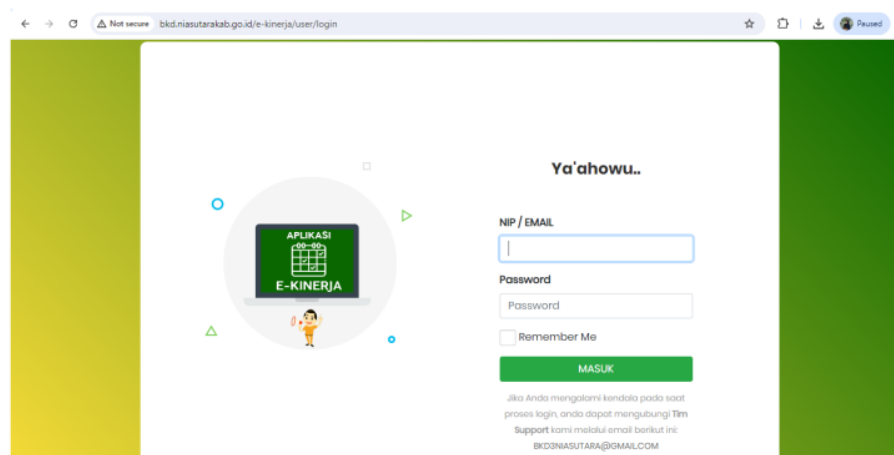 Not secure
bkd.niasutarakab.go.id/e-kinerja/user/login
Paused
Ya'ahowu..
APLIKASI
E-KINERJA
NIP / EMAIL
Password
Password
Remember Me
MASUK
Jika Anda mengalami kendala pada saat
proses login, anda dapat mengubungi Tim
Support kami melalui email berikut ini:
BKD3NIASUTARA@GMAIL.COM